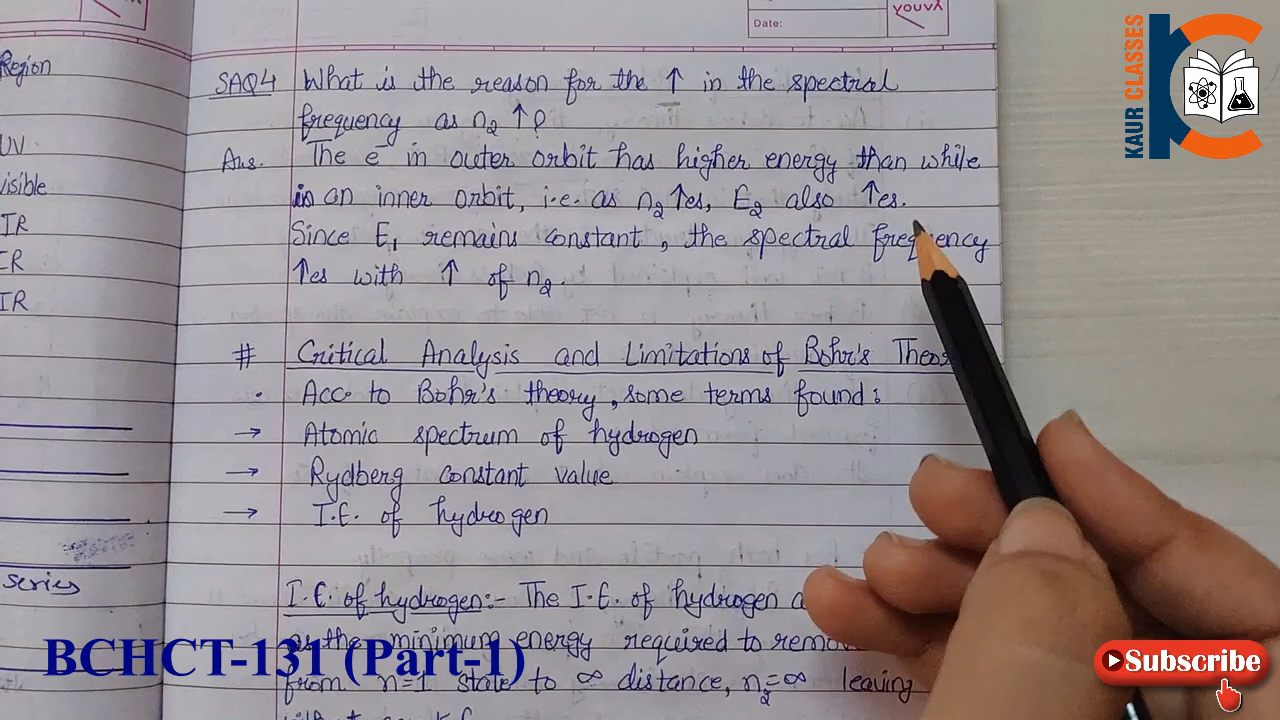 Region
UV
visible
IR
IR
IR
series
YOUVA
Date:
KAUR CLASSES
SAQ4 What is the reason for the ↑ in the spectral
frequency as n₂ ↑ ?
Ans. The e⁻ in outer orbit has higher energy than while
in an inner orbit, i.e. as n₂ ↑es, E₂ also ↑es.
Since E₁ remains constant, the spectral frequency
↑es with ↑ of n₂.
# Critical Analysis and Limitations of Bohr's
• Acc. to Bohr's theory, some terms found:
→ Atomic spectrum of hydrogen
→ Rydberg constant value
→ I.E. of hydrogen
I.E. of hydrogen:- The I.E. of hydrogen
as the minimum energy required to
from n=1 state to ∞ distance, n₂=∞ leaving
BCHCT-131 (Part-1)
Subscribe